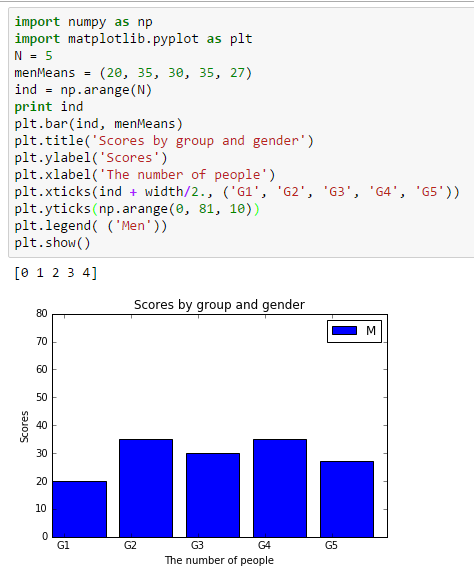 import numpy as np
import matplotlib.pyplot as plt
N = 5
menMeans = (20, 35, 30, 35, 27)
ind = np.arange(N)
print ind
plt.bar(ind, menMeans)
plt.title('Scores by group and gender')
plt.ylabel('Scores')
plt.xlabel('The number of people')
plt.xticks(ind + width/2., ('G1', 'G2', 'G3', 'G4', 'G5'))
plt.yticks(np.arange(0, 81, 10))
plt.legend( ('Men'))
plt.show()
[0 1 2 3 4]
Scores by group and gender
80
M
70
60
50
40
Scores
30
20
10
0
G1 G2 G3 G4 G5
The number of people